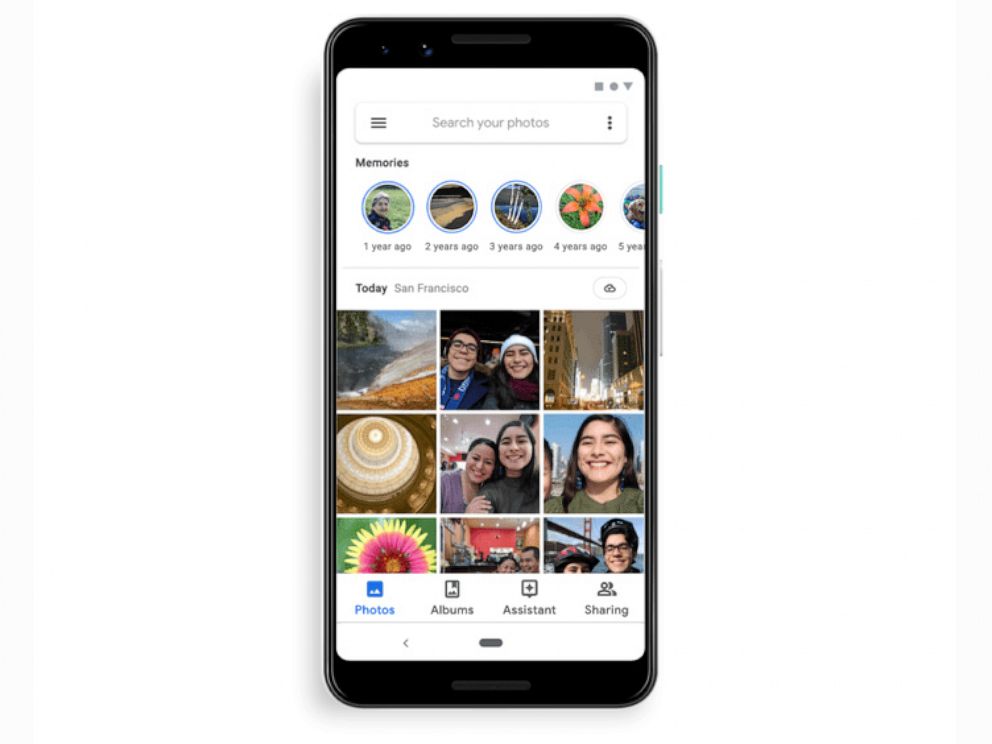 Search your photos
Memories
1 year ago 2 years ago 3 years ago 4 years ago 5 yea
Today San Francisco
Photos Albums Assistant Sharing